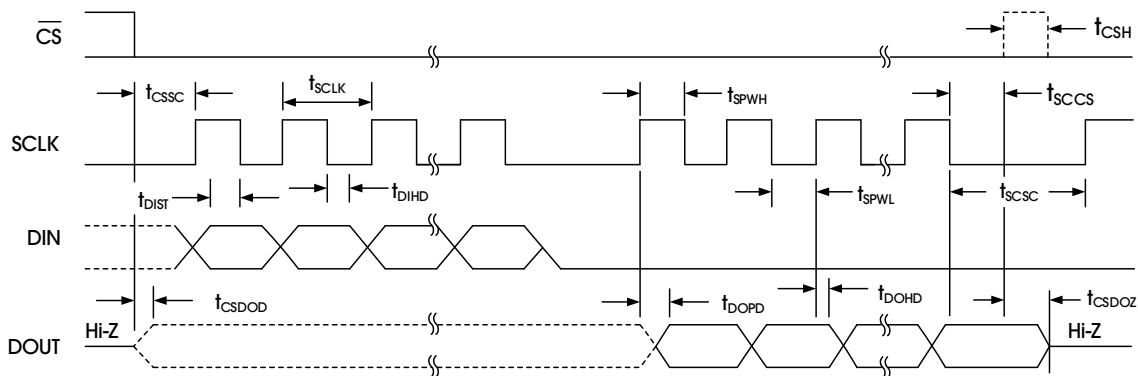 CS
tCSH
tCSSC
tSCLK
tSPWH
tSCCS
SCLK
tDIST
tDIHD
tSPWL
tSCSC
DIN
tCSDOD
tDOPD
tDOHD
tCSDOZ
Hi-Z
Hi-Z
DOUT